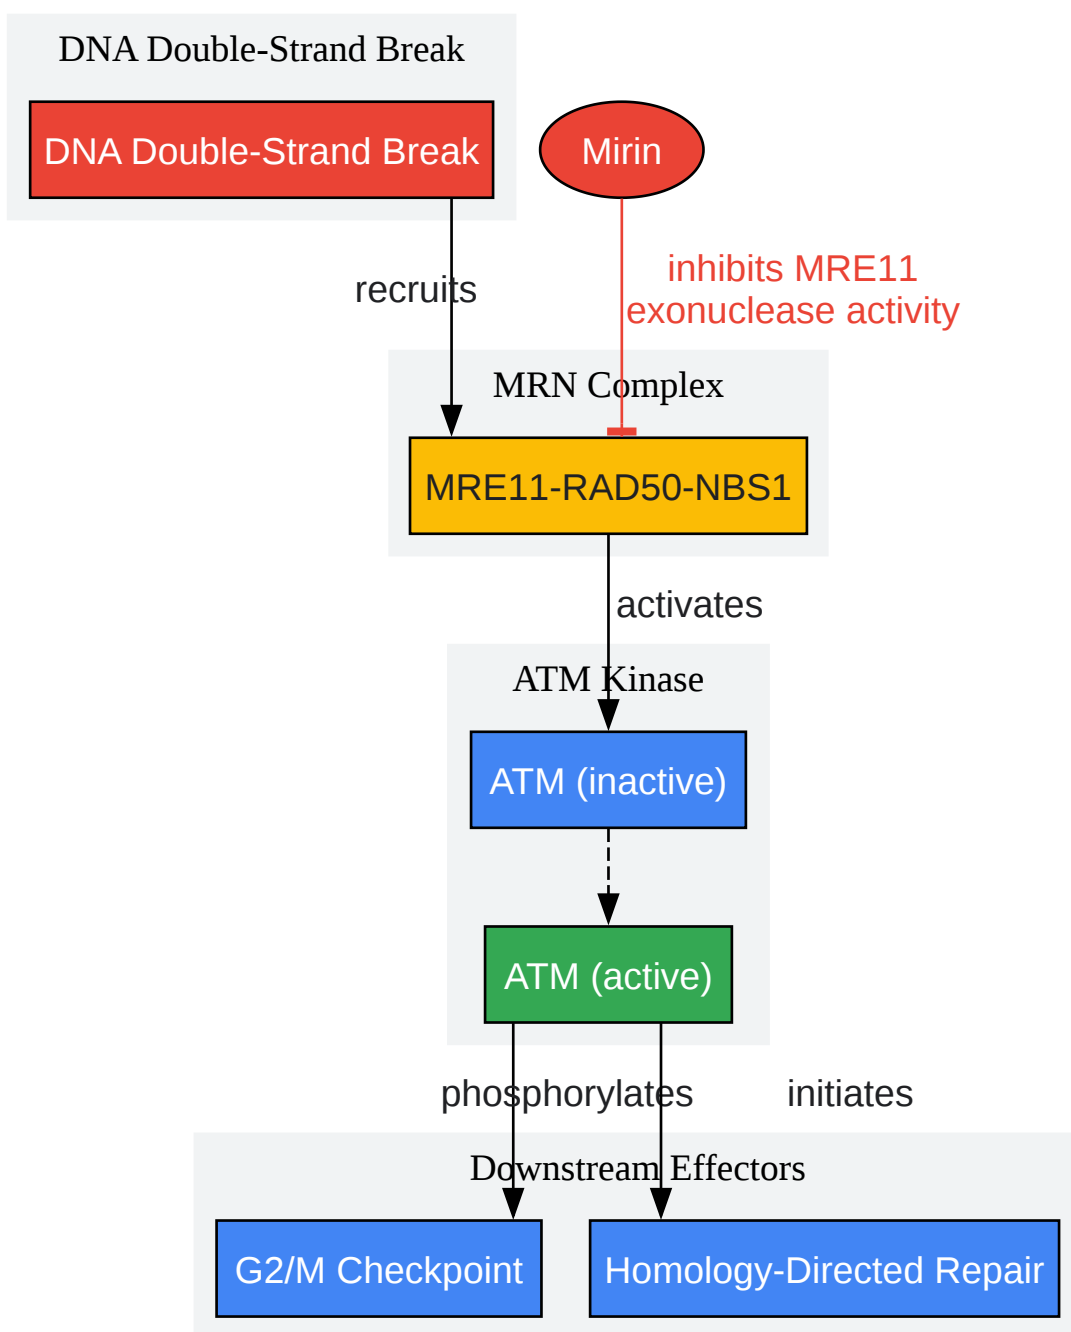 DNA Double-Strand Break
DNA Double-Strand Break
Mirin
recruits
inhibits MRE11
exonuclease activity
MRN Complex
MRE11-RAD50-NBS1
activates
ATM Kinase
ATM (inactive)
ATM (active)
phosphorylates
initiates
Downstream Effectors
G2/M Checkpoint
Homology-Directed Repair